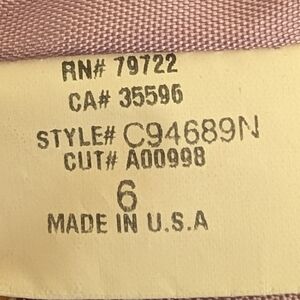 RN# 79722
CA# 35596
STYLE# C94689N
CUT# A00998
6
MADE IN U.S.A